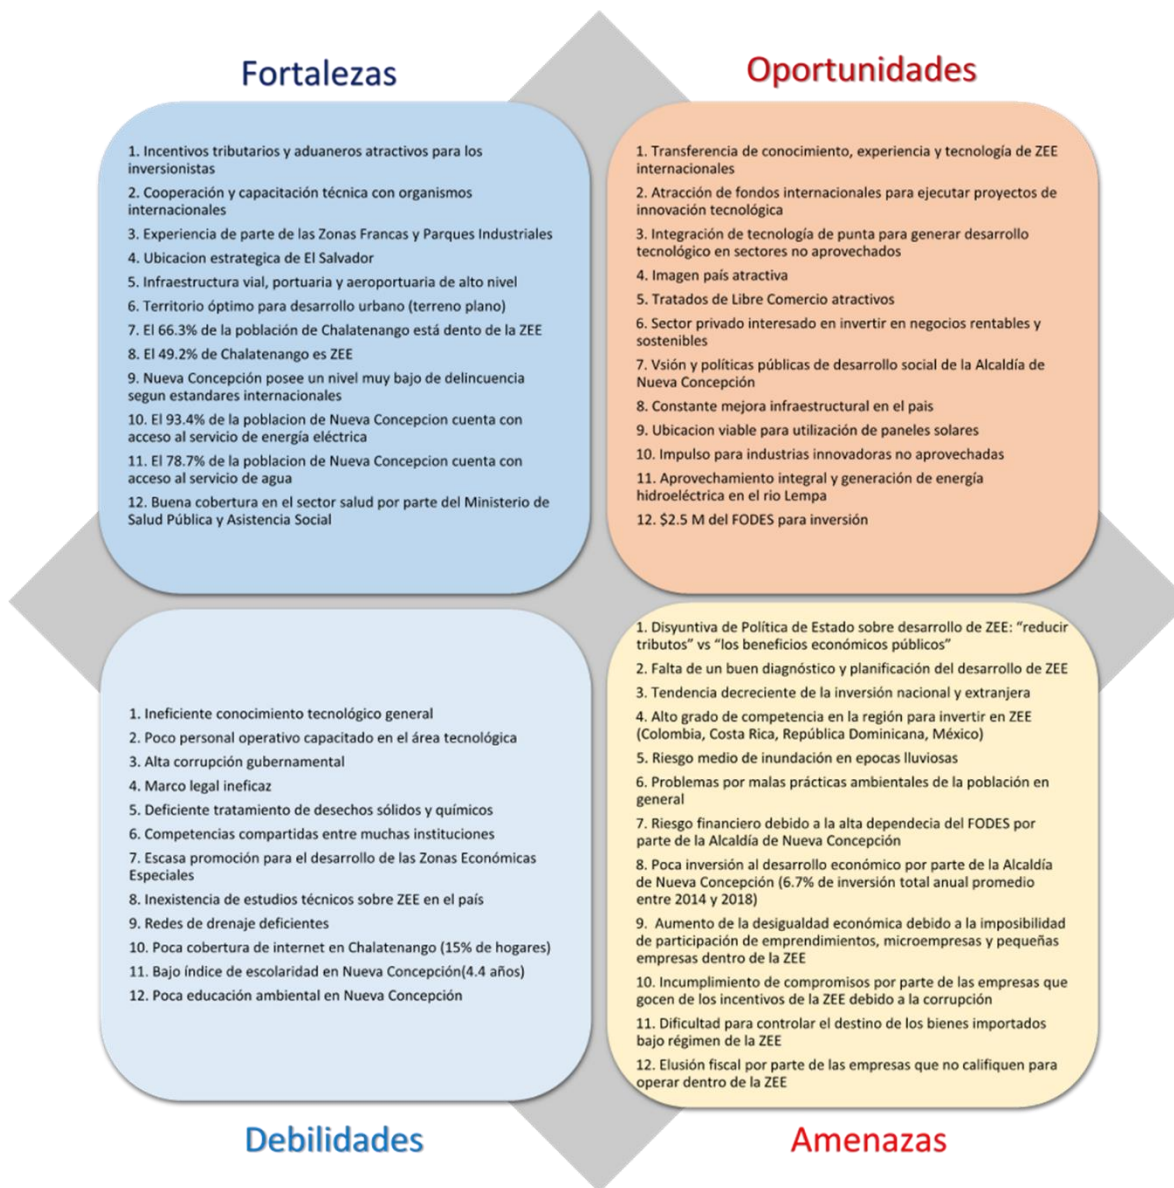 Fortalezas
1. Incentivos tributarios y aduaneros atractivos para los
inversionistas
2. Cooperación y capacitación técnica con organismos
internacionales
3. Experiencia de parte de las Zonas Francas y Parques Industriales
4. Ubicacion estrategica de El Salvador
5. Infraestructura vial, portuaria y aeroportuaria de alto nivel
6. Territorio óptimo para desarrollo urbano (terreno plano)
7. El 66.3% de la población de Chalatenango está dento de la ZEE
8. El 49.2% de Chalatenango es ZEE
9. Nueva Concepción posee un nivel muy bajo de delincuencia
segun estandares internacionales
10. El 93.4% de la poblacion de Nueva Concepcion cuenta con
acceso al servicio de energía eléctrica
11. El 78.7% de la poblacion de Nueva Concepcion cuenta con
acceso al servicio de agua
12. Buena cobertura en el sector salud por parte del Ministerio de
Salud Pública y Asistencia Social
Oportunidades
1. Transferencia de conocimiento, experiencia y tecnología de ZEE
internacionales
2. Atracción de fondos internacionales para ejecutar proyectos de
innovación tecnológica
3. Integración de tecnología de punta para generar desarrollo
tecnológico en sectores no aprovechados
4. Imagen país atractiva
5. Tratados de Libre Comercio atractivos
6. Sector privado interesado en invertir en negocios rentables y
sostenibles
7. Vsión y políticas públicas de desarrollo social de la Alcaldía de
Nueva Concepción
8. Constante mejora infraestructural en el pais
9. Ubicacion viable para utilización de paneles solares
10. Impulso para industrias innovadoras no aprovechadas
11. Aprovechamiento integral y generación de energía
hidroeléctrica en el rio Lempa
12. $2.5 M del FODES para inversión
1. Ineficiente conocimiento tecnológico general
2. Poco personal operativo capacitado en el área tecnológica
3. Alta corrupción gubernamental
4. Marco legal ineficaz
5. Deficiente tratamiento de desechos sólidos y químicos
6. Competencias compartidas entre muchas instituciones
7. Escasa promoción para el desarrollo de las Zonas Económicas
Especiales
8. Inexistencia de estudios técnicos sobre ZEE en el país
9. Redes de drenaje deficientes
10. Poca cobertura de internet en Chalatenango (15% de hogares)
11. Bajo índice de escolaridad en Nueva Concepción(4.4 años)
12. Poca educación ambiental en Nueva Concepción
Debilidades
1. Disyuntiva de Política de Estado sobre desarrollo de ZEE: “reducir
tributos” vs “los beneficios económicos públicos”
2. Falta de un buen diagnóstico y planificación del desarrollo de ZEE
3. Tendencia decreciente de la inversión nacional y extranjera
4. Alto grado de competencia en la región para invertir en ZEE
(Colombia, Costa Rica, República Dominicana, México)
5. Riesgo medio de inundación en epocas lluviosas
6. Problemas por malas prácticas ambientales de la población en
general
7. Riesgo financiero debido a la alta dependecia del FODES por
parte de la Alcaldía de Nueva Concepción
8. Poca inversión al desarrollo económico por parte de la Alcaldía
de Nueva Concepción (6.7% de inversión total anual promedio
entre 2014 y 2018)
9. Aumento de la desigualdad económica debido a la imposibilidad
de participación de emprendimientos, microempresas y pequeñas
empresas dentro de la ZEE
10. Incumplimiento de compromisos por parte de las empresas que
gocen de los incentivos de la ZEE debido a la corrupción
11. Dificultad para controlar el destino de los bienes importados
bajo régimen de la ZEE
12. Elusión fiscal por parte de las empresas que no califiquen para
operar dentro de la ZEE
Amenazas